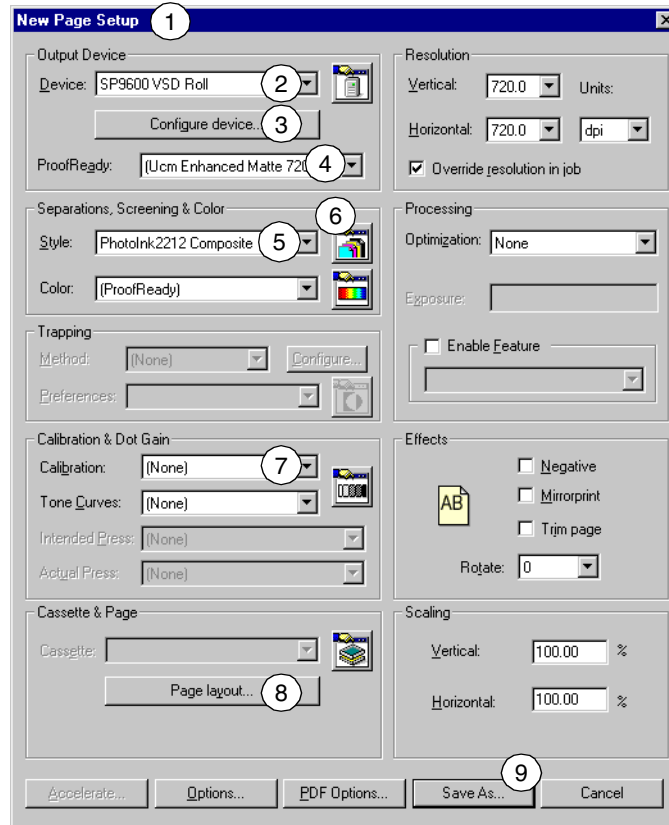 New Page Setup 1
Output Device
Device: SP9600 VSD Roll 2
Configure device... 3
ProofReady: (Ucm Enhanced Matte 720 4
Separations, Screening & Color 6
Style: PhotoInk2212 Composite 5
Color: (ProofReady)
Trapping
Method: (None) Configure...
Preferences:
Calibration & Dot Gain
Calibration: (None) 7
Tone Curves: (None)
Intended Press: (None)
Actual Press: (None)
Cassette & Page
Cassette:
Page layout... 8
Resolution
Vertical: 720.0 Units:
Horizontal: 720.0 dpi
Override resolution in job
Processing
Optimization: None
Exposure:
Enable Feature
Effects
AB
Negative
Mirrorprint
Trim page
Rotate: 0
Scaling
Vertical: 100.00 %
Horizontal: 100.00 %
9
Accelerate... Options... PDF Options... Save As... Cancel